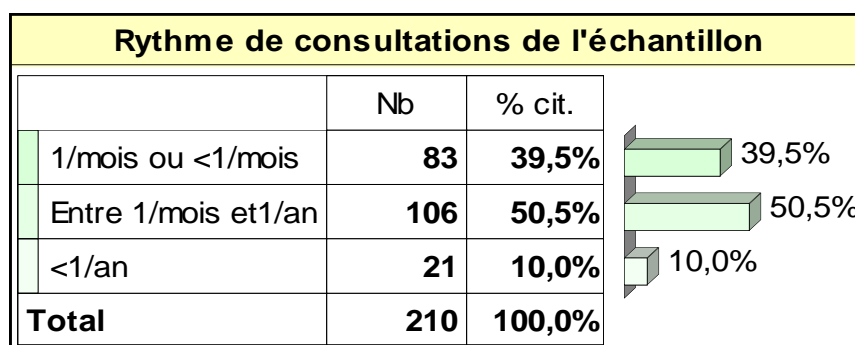 Rythme de consultations de l'échantillon
Nb % cit.
1/mois ou <1/mois 83 39,5% 39,5%
Entre 1/mois et1/an 106 50,5% 50,5%
<1/an 21 10,0% 10,0%
Total 210 100,0%